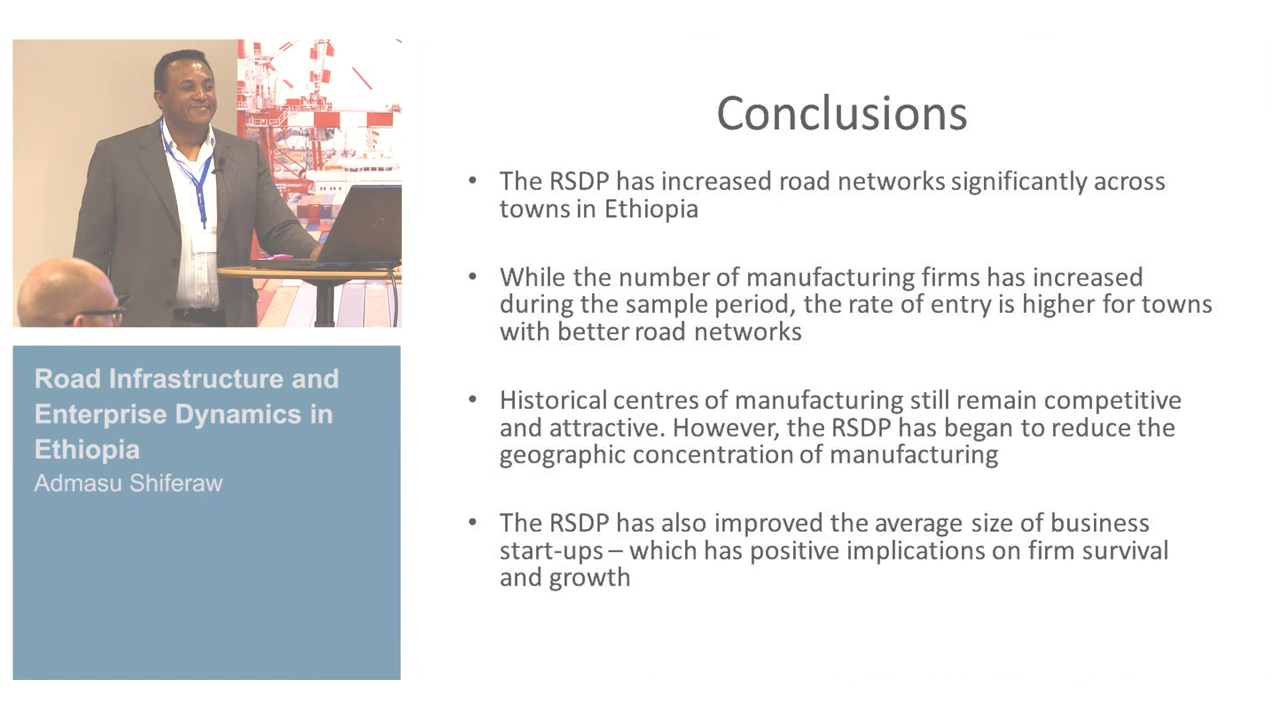 Road Infrastructure and
Enterprise Dynamics in
Ethiopia
Admasu Shiferaw
Conclusions
• The RSDP has increased road networks significantly across
towns in Ethiopia
• While the number of manufacturing firms has increased
during the sample period, the rate of entry is higher for towns
with better road networks
• Historical centres of manufacturing still remain competitive
and attractive. However, the RSDP has began to reduce the
geographic concentration of manufacturing
• The RSDP has also improved the average size of business
start-ups – which has positive implications on firm survival
and growth